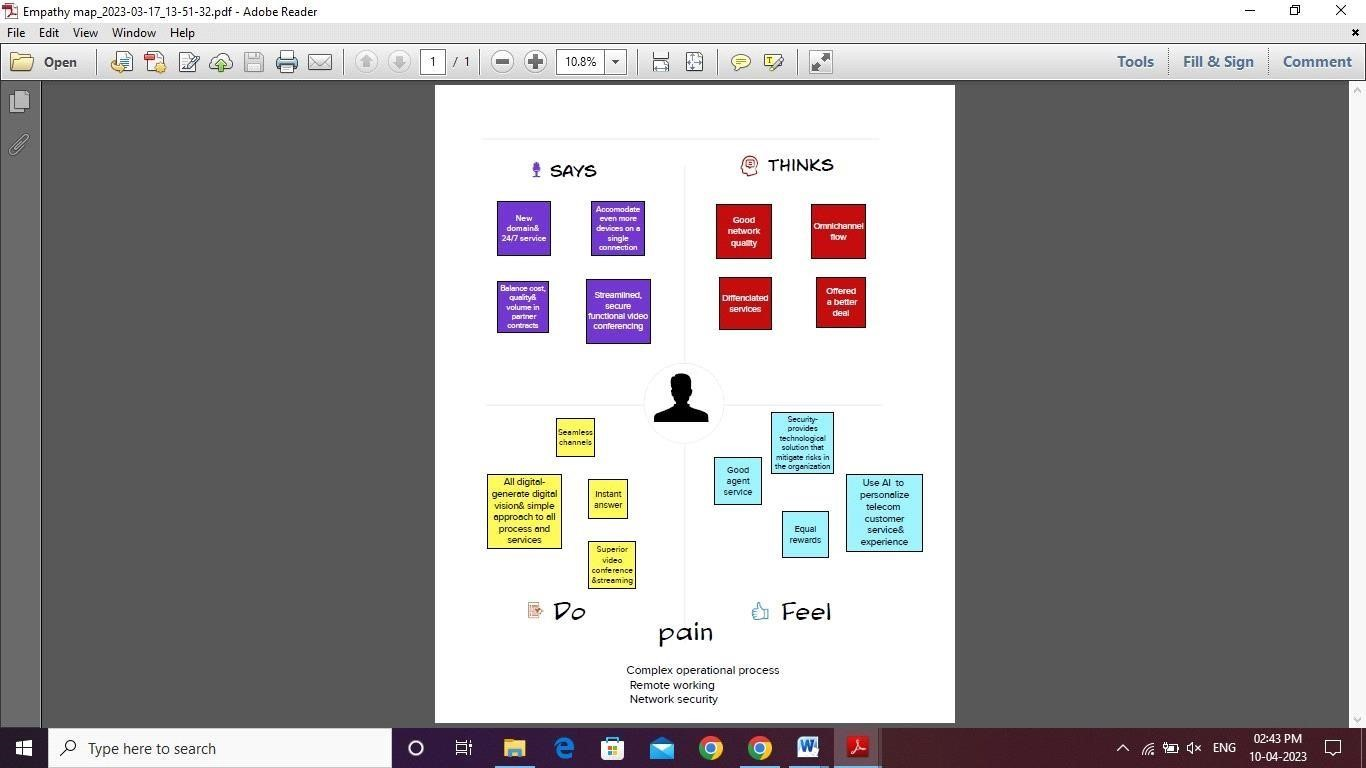 Empathy map_2023-03-17_13-51-32.pdf - Adobe Reader
File Edit View Window Help
Open 1 / 1 10.8% Tools Fill & Sign Comment
SAYS
New
domain&
24/7 service
Accomodate
even more
devices on a
single
connection
Balance cost,
quality&
volume in
partner
contracts
Streamlined,
secure
functional video
conferencing
THINKS
Good
network
quality
Omnichannel
flow
Diffenciated
services
Offered
a better
deal
Seamless
channels
All digital-
generate digital
vision& simple
approach to all
process and
services
Instant
answer
Superior
video
conference
&streaming
Do
Security-
provides
technological
solution that
mitigate risks in
the organization
Good
agent
service
Use AI to
personalize
telecom
customer
service&
experience
Equal
rewards
Feel
pain
Complex operational process
Remote working
Network security
Type here to search
ENG
02:43 PM
10-04-2023